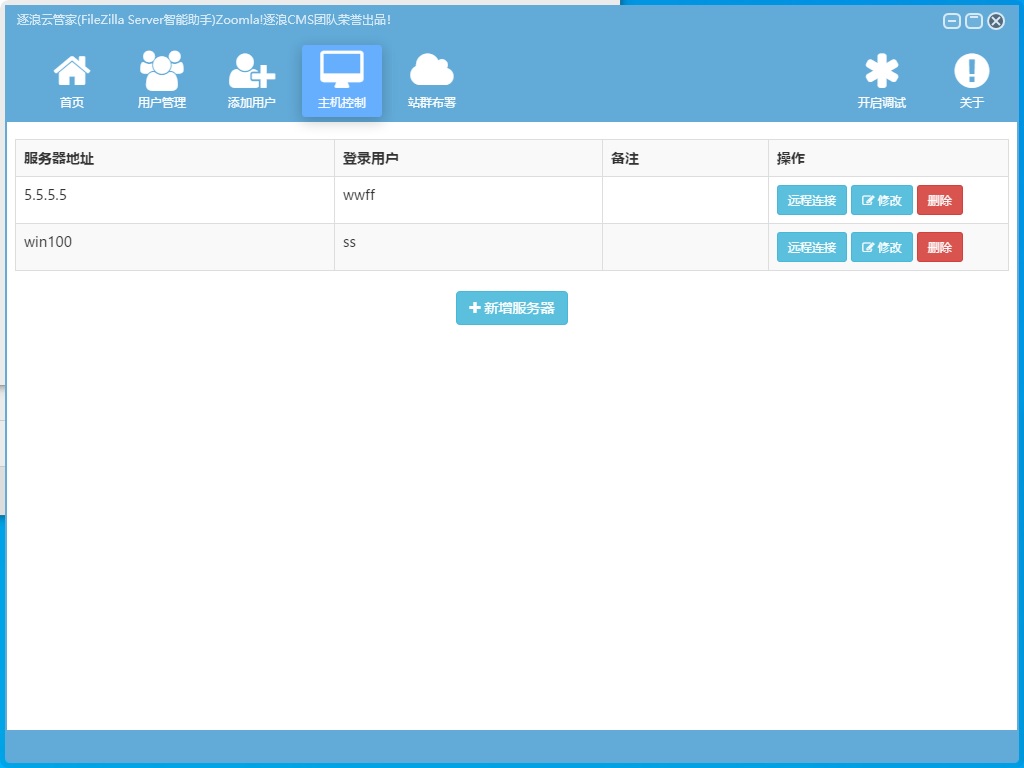 逐浪云管家(FileZilla Server智能助手)Zoomla!逐浪CMS团队荣誉出品!
首页 用户管理 添加用户 主机控制 站群布署 开启调试 关于
服务器地址 登录用户 备注 操作
5.5.5.5 wwff 远程连接 修改 删除
win100 ss 远程连接 修改 删除
新增服务器